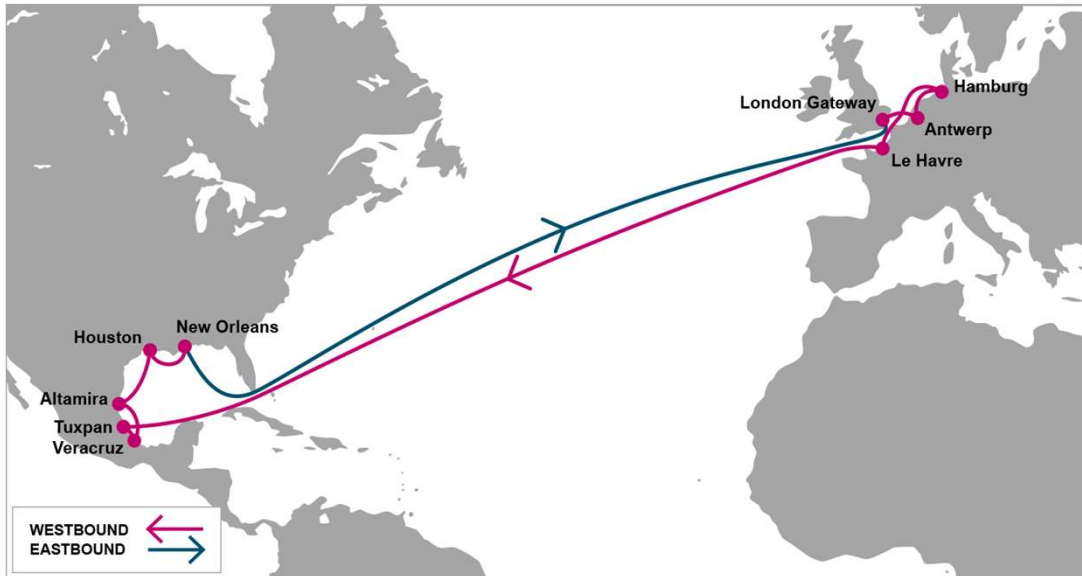 Hamburg
London Gateway
Antwerp
Le Havre
New Orleans
Houston
Altamira
Tuxpan
Veracruz
WESTBOUND
EASTBOUND